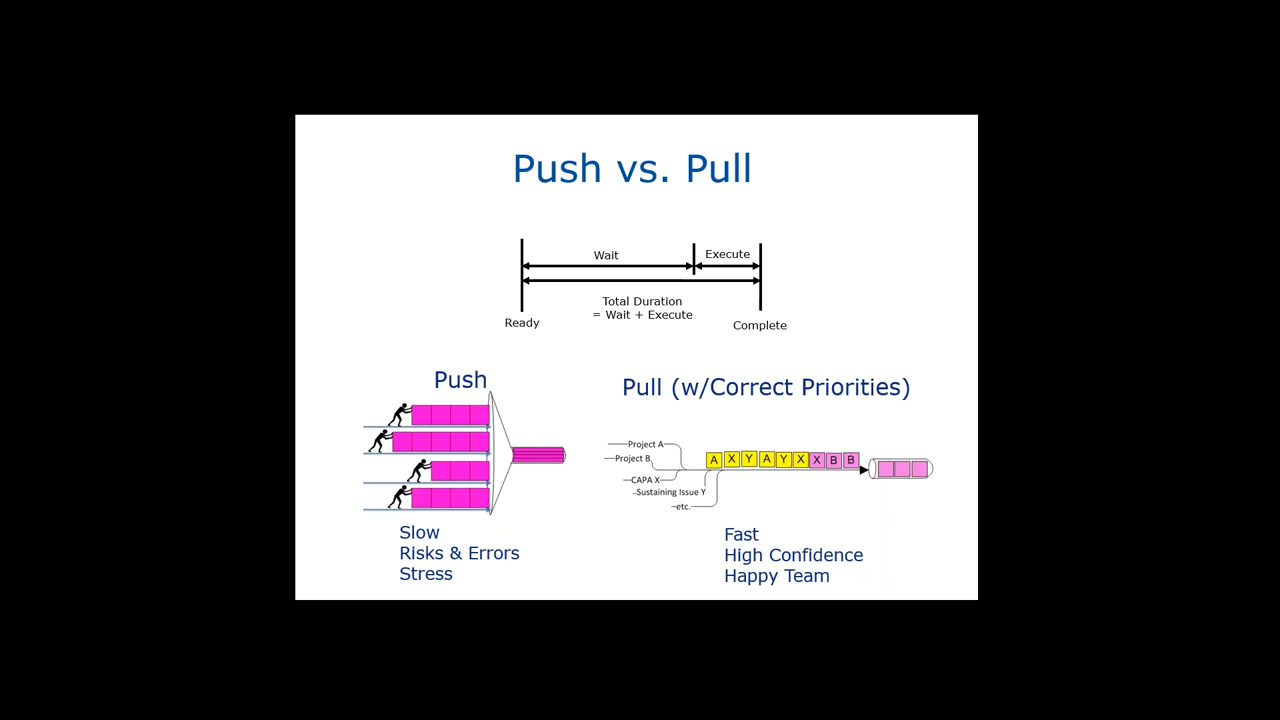 Push vs. Pull
Wait
Execute
Total Duration
= Wait + Execute
Ready
Complete
Push
Pull (w/Correct Priorities)
Project A
Project B
CAPA X
Sustaining Issue Y
etc.
A X Y A Y X X B B
Slow
Risks & Errors
Stress
Fast
High Confidence
Happy Team